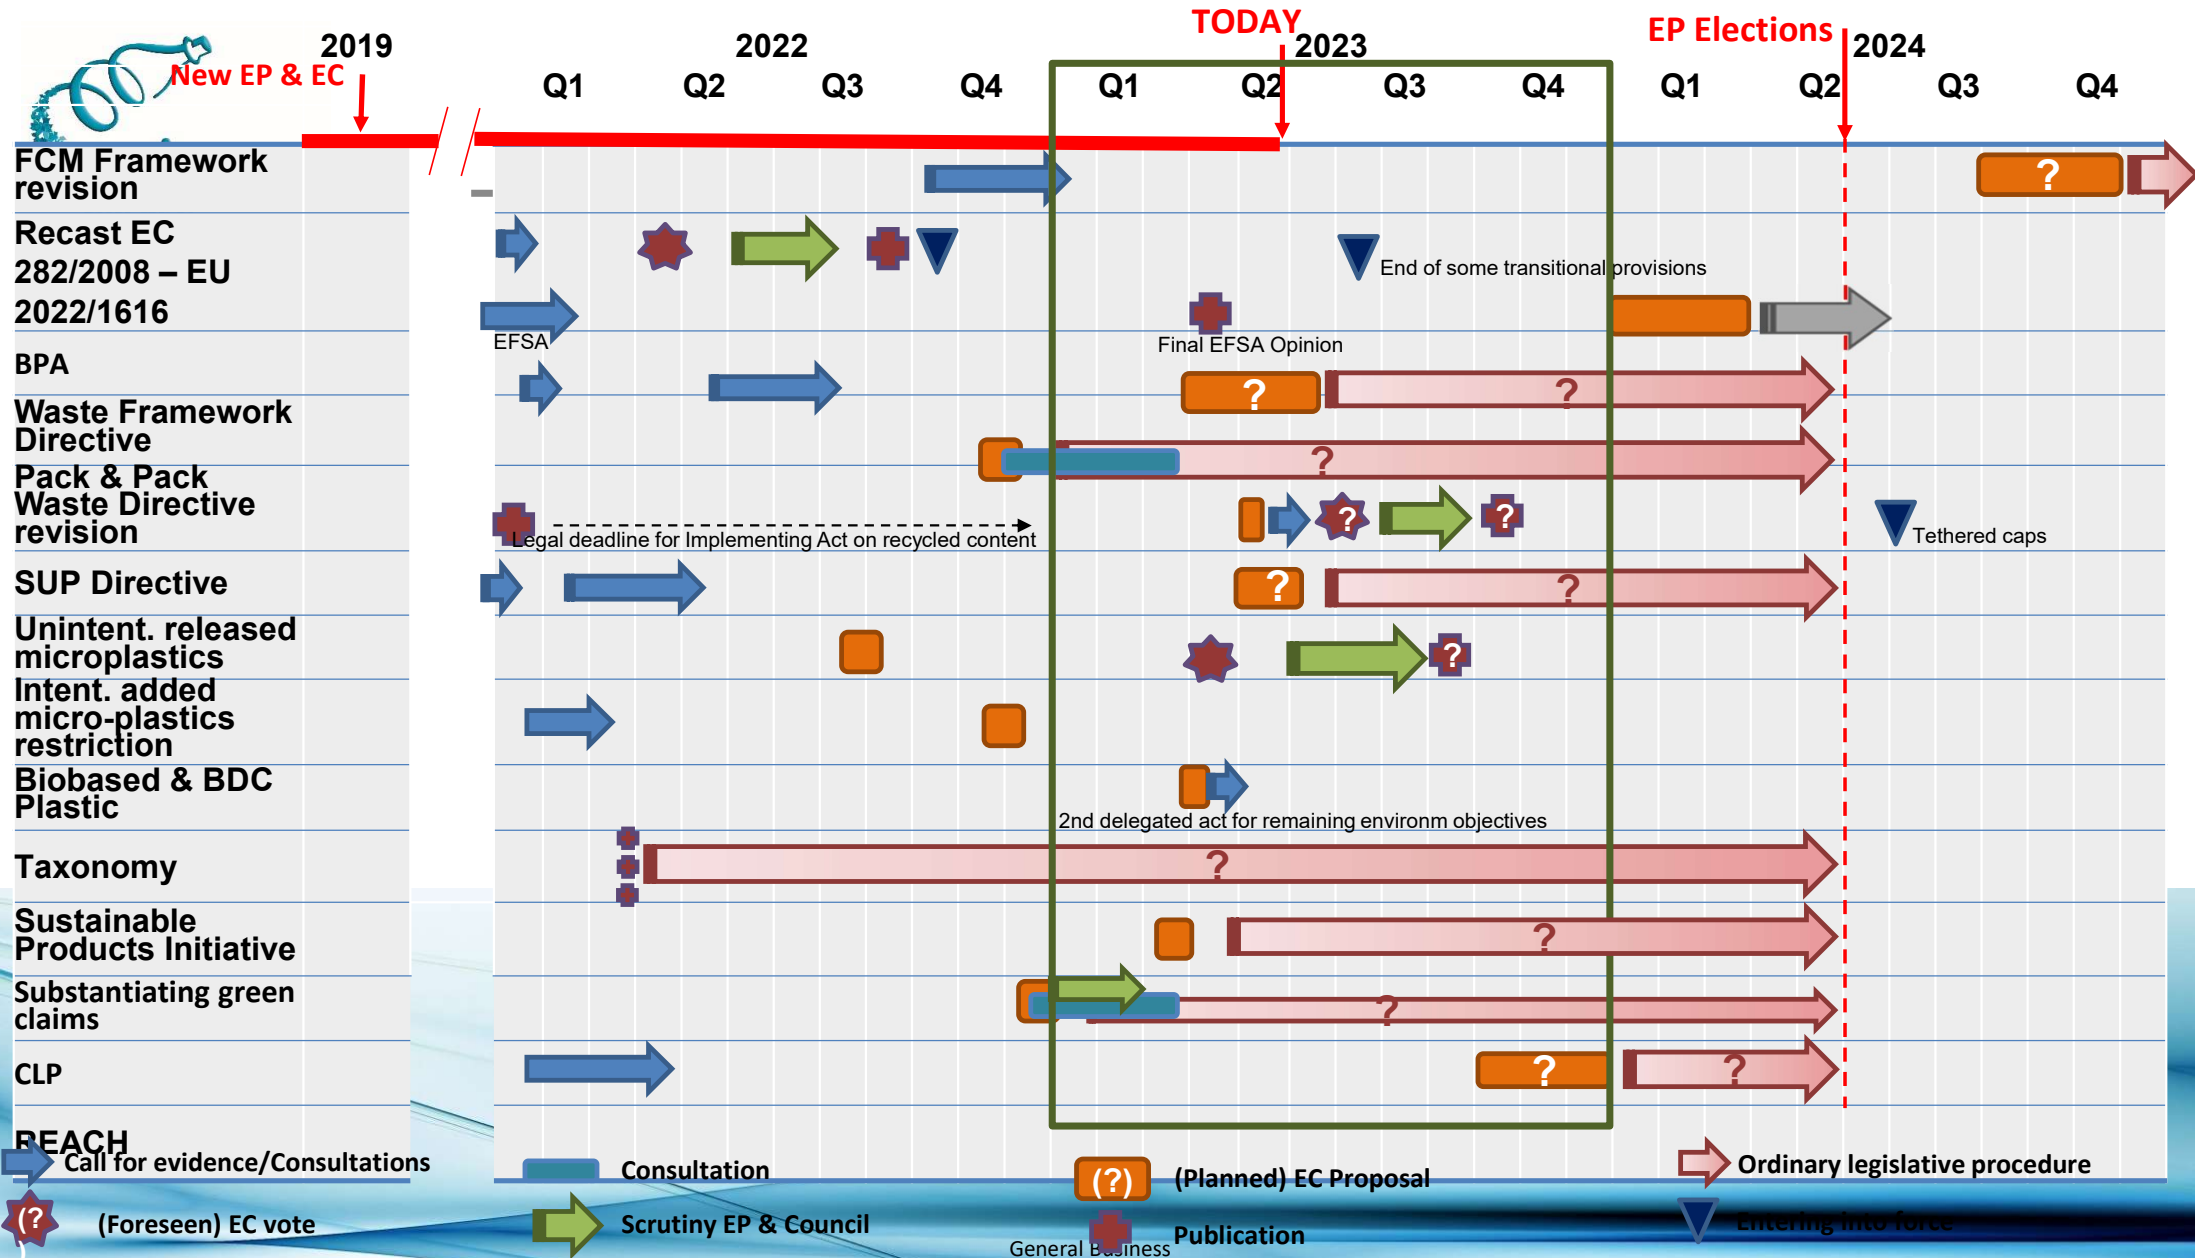 TODAY
EP Elections
2019
2022
2023
2024
New EP & EC
Q1
Q2
Q3
Q4
Q1
Q2
Q3
Q4
Q1
Q2
Q3
Q4
FCM Framework
revision
?
Recast EC
282/2008 – EU
2022/1616
End of some transitional provisions
EFSA
Final EFSA Opinion
BPA
?
?
Waste Framework
Directive
?
Pack & Pack
Waste Directive
revision
?
?
Legal deadline for Implementing Act on recycled content
Tethered caps
SUP Directive
?
?
Unintent. released
microplastics
?
Intent. added
micro-plastics
restriction
Biobased & BDC
Plastic
2nd delegated act for remaining environm objectives
Taxonomy
?
Sustainable
Products Initiative
?
Substantiating green
claims
?
CLP
?
?
REACH
Call for evidence/Consultations
Consultation
(?)
(Planned) EC Proposal
Ordinary legislative procedure
(?
)
(Foreseen) EC vote
Scrutiny EP & Council
Publication
Entering into force
General Business